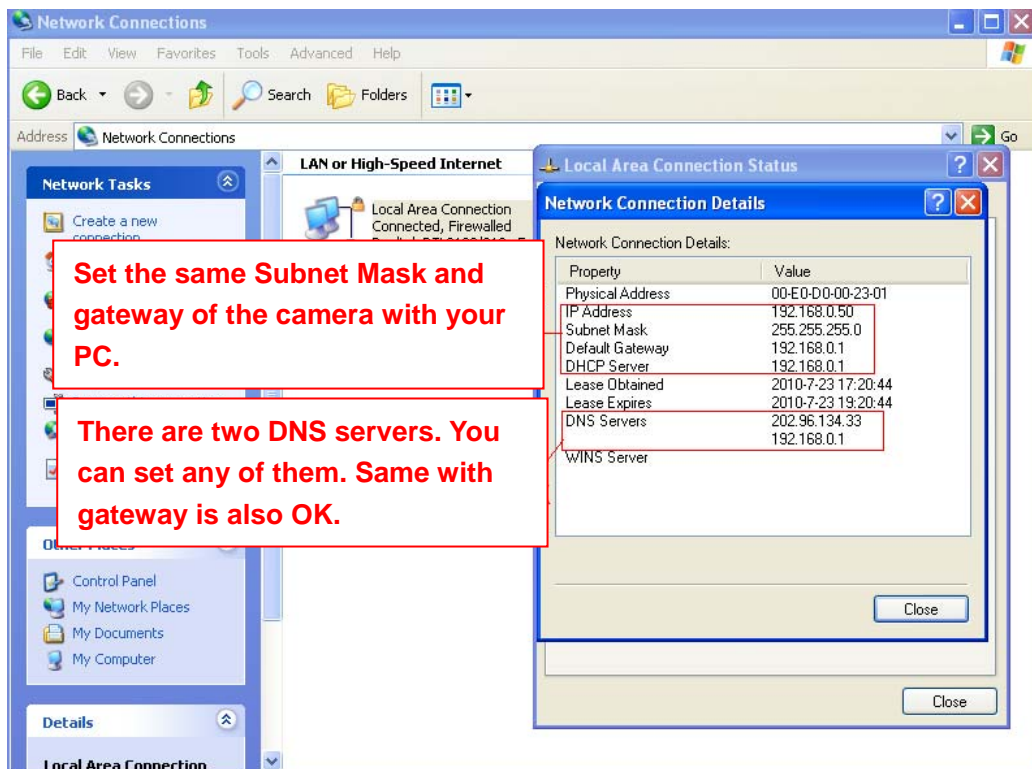 Network Connections
File Edit View Favorites Tools Advanced Help
Back Search Folders
Address Network Connections Go
Network Tasks
Create a new
connection
Other Places
Control Panel
My Network Places
My Documents
My Computer
Details
Local Area Connection
LAN or High-Speed Internet
Local Area Connection
Connected, Firewalled
Set the same Subnet Mask and
gateway of the camera with your
PC.
There are two DNS servers. You
can set any of them. Same with
gateway is also OK.
Local Area Connection Status
Network Connection Details
Network Connection Details:
Property Value
Physical Address 00-E0-D0-00-23-01
IP Address 192.168.0.50
Subnet Mask 255.255.255.0
Default Gateway 192.168.0.1
DHCP Server 192.168.0.1
Lease Obtained 2010-7-23 17:20:44
Lease Expires 2010-7-23 19:20:44
DNS Servers 202.96.134.33
192.168.0.1
WINS Server
Close
Close